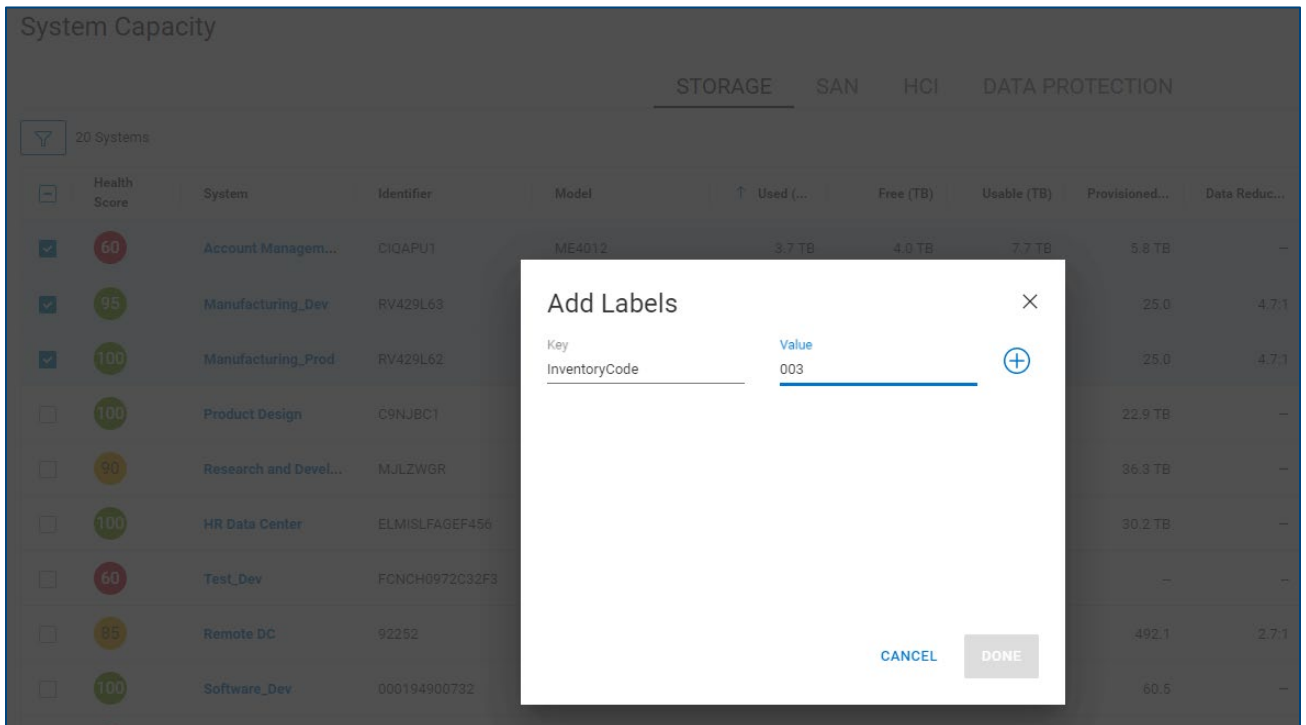 System Capacity
STORAGE SAN HCI DATA PROTECTION
20 Systems
Health Score System Identifier Model ↑ Used (... Free (TB) Usable (TB) Provisioned... Data Reduc...
60 Account Managem... CIQAPU1 ME4012 3.7 TB 4.0 TB 7.7 TB 5.8 TB --
95 Manufacturing_Dev RV429L63 25.0 4.7:1
100 Manufacturing_Prod RV429L62 25.0 4.7:1
100 Product Design C9NJBC1 22.9 TB --
90 Research and Devel... MJLZWGR 36.3 TB --
100 HR Data Center ELMISLFAGEF456 30.2 TB --
60 Test_Dev FCNCH0972C32F3 -- --
85 Remote DC 92252 492.1 2.7:1
100 Software_Dev 000194900732 60.5 --
Add Labels
Key Value
InventoryCode 003
CANCEL DONE